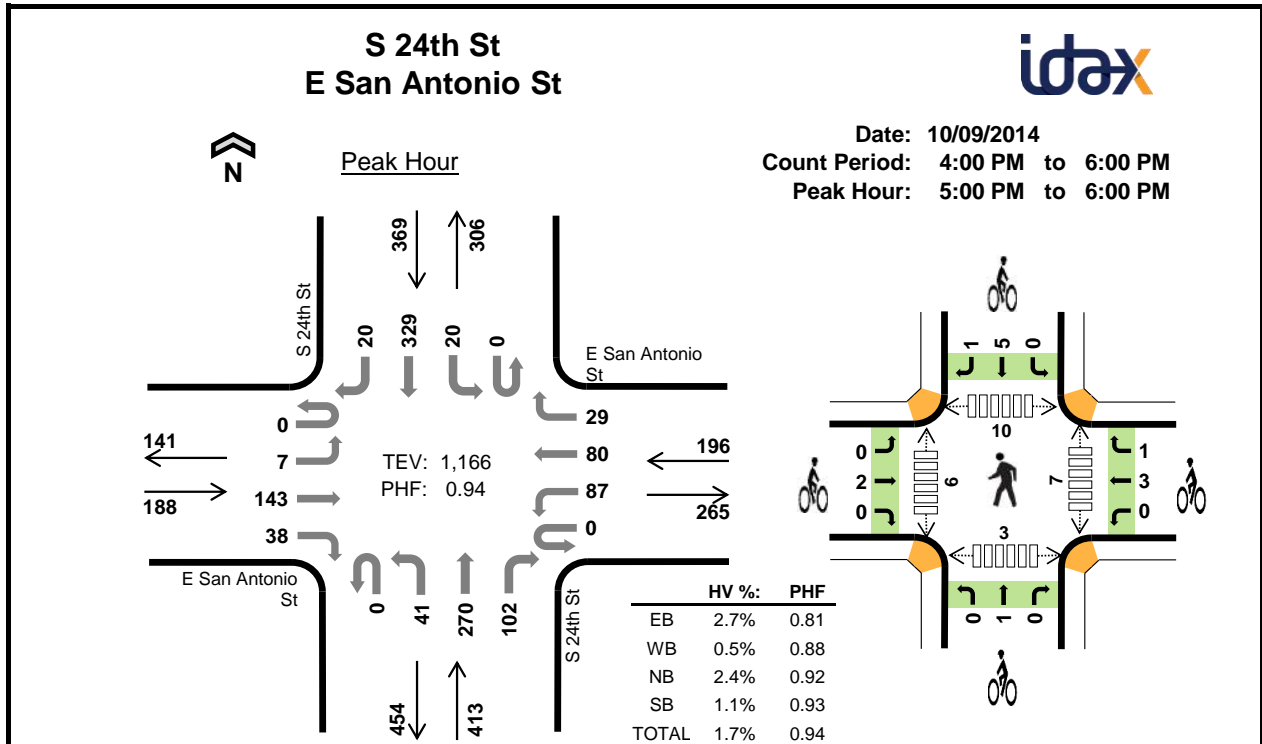 S 24th St
E San Antonio St
idax
N
Peak Hour
Date: 10/09/2014
Count Period: 4:00 PM to 6:00 PM
Peak Hour: 5:00 PM to 6:00 PM
369
306
S 24th St
20
329
20
0
E San Antonio
St
0
7
143
38
141
188
TEV: 1,166
PHF: 0.94
29
80
87
0
196
265
E San Antonio
St
0
41
270
102
S 24th St
454
413
HV %: PHF
EB 2.7% 0.81
WB 0.5% 0.88
NB 2.4% 0.92
SB 1.1% 0.93
TOTAL 1.7% 0.94
1
5
0
10
0
2
0
6
7
1
3
0
3
0
1
0